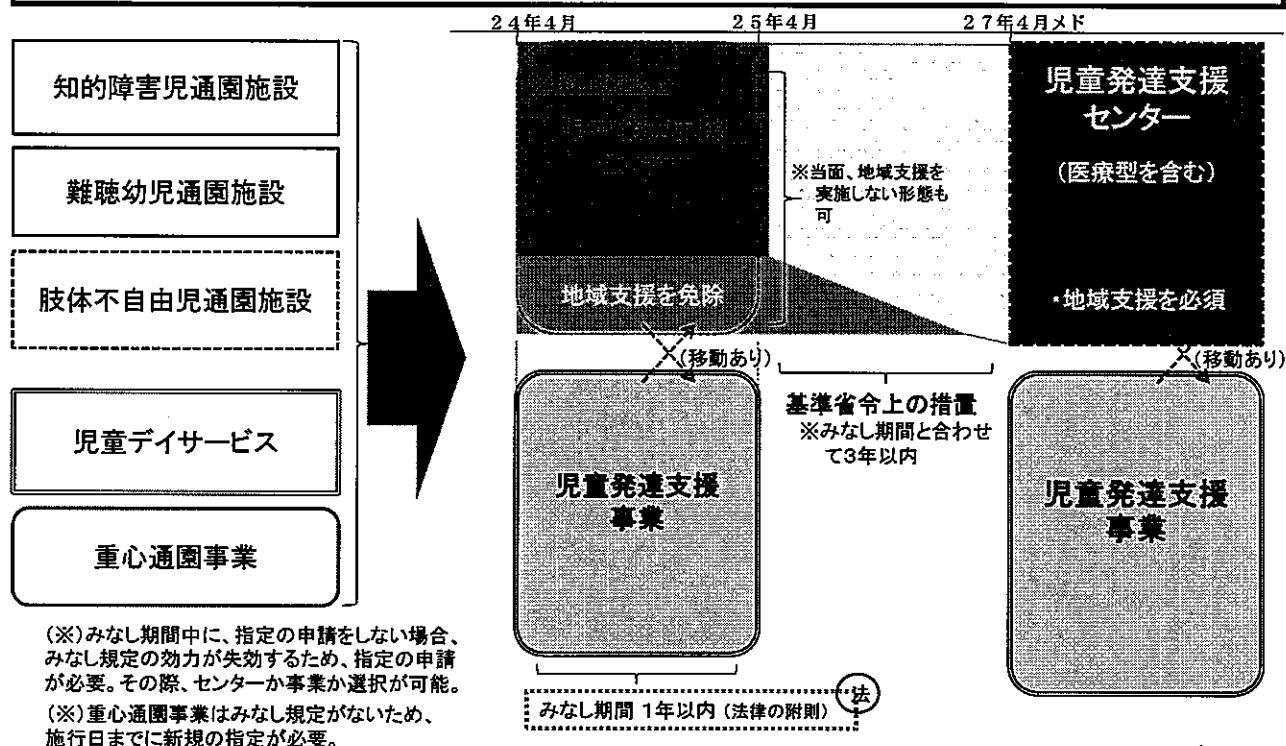 24年4月
25年4月
27年4月メド
知的障害児通園施設
難聴幼児通園施設
肢体不自由児通園施設
児童デイサービス
重心通園事業
(※)みなし期間中に、指定の申請をしない場合、
みなし規定の効力が失効するため、指定の申請
が必要。その際、センターか事業か選択が可能。
(※)重心通園事業はみなし規定がないため、
施行日までに新規の指定が必要。
※当面、地域支援を
実施しない形態も
可
地域支援を免除
(移動あり)
児童発達支援
事業
みなし期間 1年以内 (法律の附則)
法
基準省令上の措置
※みなし期間と合わせ
て3年以内
児童発達支援
センター
(医療型を含む)
・地域支援を必須
(移動あり)
児童発達支援
事業